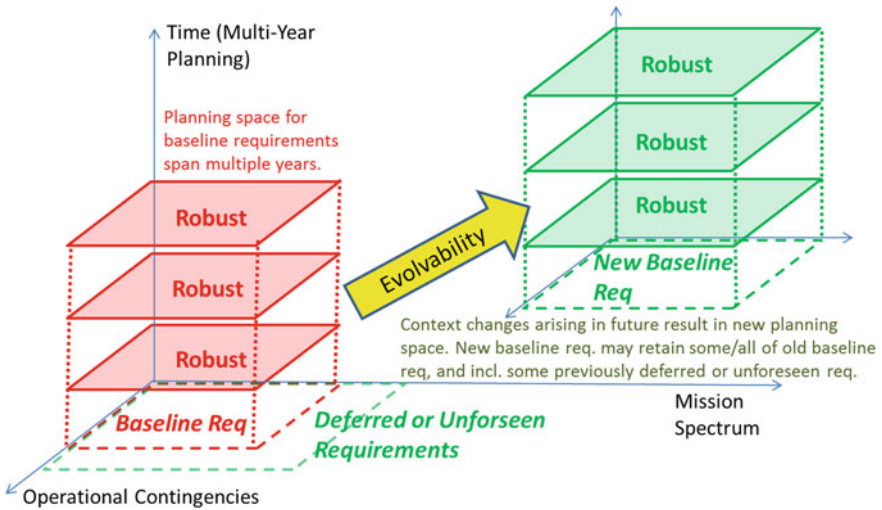 Time (Multi-Year
Planning)
Planning space for
baseline requirements
span multiple years.
Robust
Robust
Robust
Baseline Req
Evolvability
Robust
Robust
Robust
New Baseline
Req
Context changes arising in future result in new planning
space. New baseline req. may retain some/all of old baseline
req, and incl. some previously deferred or unforeseen req.
Deferred or Unforseen
Requirements
Mission
Spectrum
Operational Contingencies